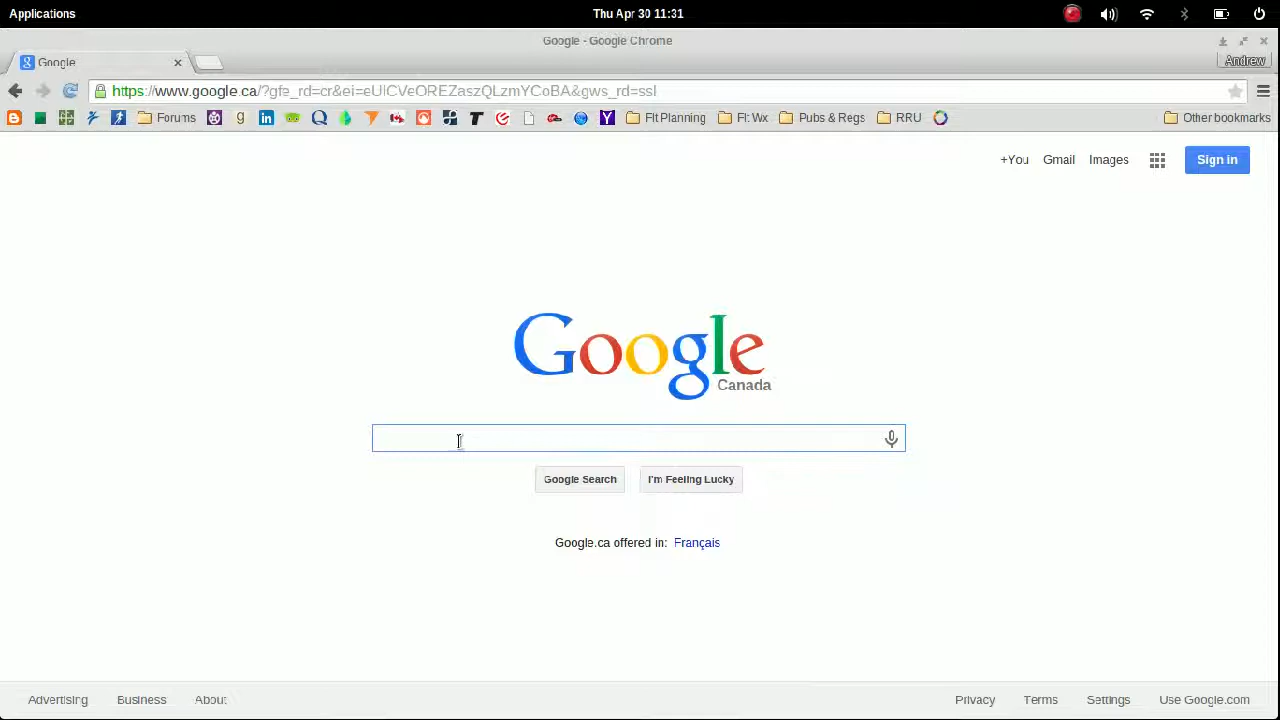 Applications Thu Apr 30 11:31
Google - Google Chrome
Google Andrew
https://www.google.ca/?gfe_rd=cr&ei=eUlCVeOREZaszQLzmYCoBA&gws_rd=ssl
Forums Flt Planning Flt Wx Pubs & Regs RRU Other bookmarks
+You Gmail Images Sign in
Google
Canada
Google Search I'm Feeling Lucky
Google.ca offered in: Français
Advertising Business About Privacy Terms Settings Use Google.com